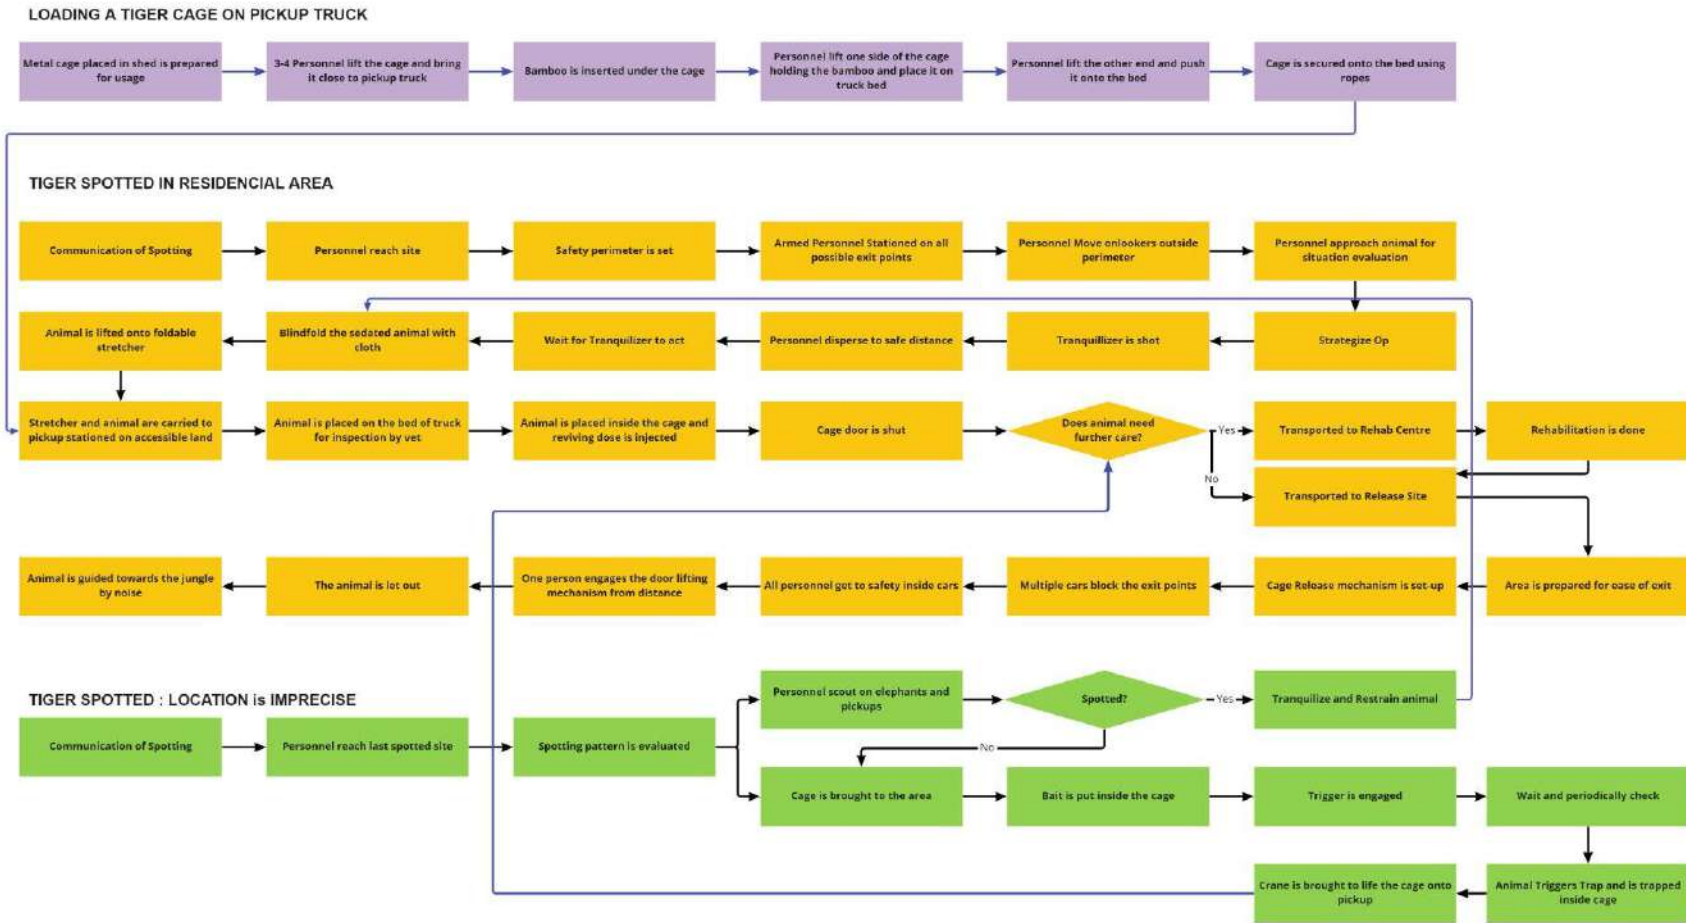 LOADING A TIGER CAGE ON PICKUP TRUCK
Metal cage placed in shed is prepared
for usage
3-4 Personnel lift the cage and bring
it close to pickup truck
Bamboo is inserted under the cage
Personnel lift one side of the cage
holding the bamboo and place it on
truck bed
Personnel lift the other end and push
it onto the bed
Cage is secured onto the bed using
ropes
TIGER SPOTTED IN RESIDENCIAL AREA
Communication of Spotting
Personnel reach site
Safety perimeter is set
Armed Personnel Stationed on all
possible exit points
Personnel Move onlookers outside
perimeter
Personnel approach animal for
situation evaluation
Animal is lifted onto foldable
stretcher
Blindfold the sedated animal with
cloth
Wait for Tranquilizer to act
Personnel disperse to safe distance
Tranquillizer is shot
Strategize Op
Stretcher and animal are carried to
pickup stationed on accessible land
Animal is placed on the bed of truck
for inspection by vet
Animal is placed inside the cage and
reviving dose is injected
Cage door is shut
Does animal need
further care?
Yes
Transported to Rehab Centre
Rehabilitation is done
No
Transported to Release Site
Animal is guided towards the jungle
by noise
The animal is let out
One person engages the door lifting
mechanism from distance
All personnel get to safety inside cars
Multiple cars block the exit points
Cage Release mechanism is set-up
Area is prepared for ease of exit
TIGER SPOTTED : LOCATION is IMPRECISE
Personnel scout on elephants and
pickups
Spotted?
Yes
Tranquilize and Restrain animal
Communication of Spotting
Personnel reach last spotted site
Spotting pattern is evaluated
No
Cage is brought to the area
Bait is put inside the cage
Trigger is engaged
Wait and periodically check
Crane is brought to life the cage onto
pickup
Animal Triggers Trap and is trapped
inside cage